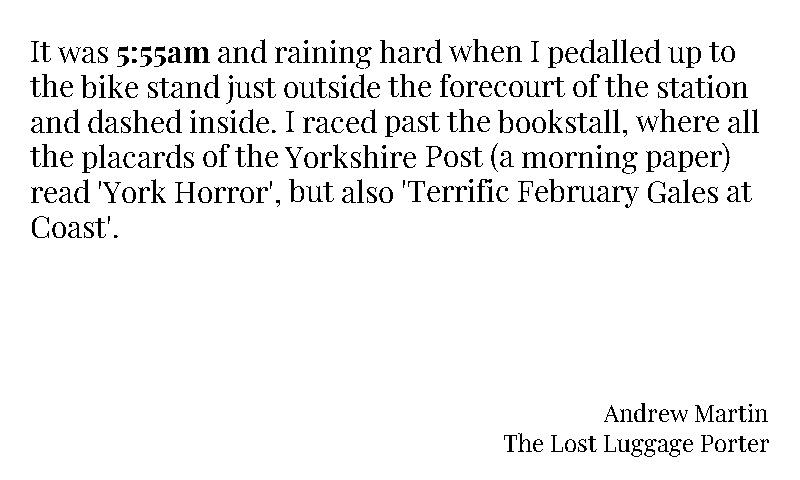 It was 5:55am and raining hard when I pedalled up to
the bike stand just outside the forecourt of the station
and dashed inside. I raced past the bookstall, where all
the placards of the Yorkshire Post (a morning paper)
read 'York Horror', but also 'Terrific February Gales at
Coast'.
Andrew Martin
The Lost Luggage Porter